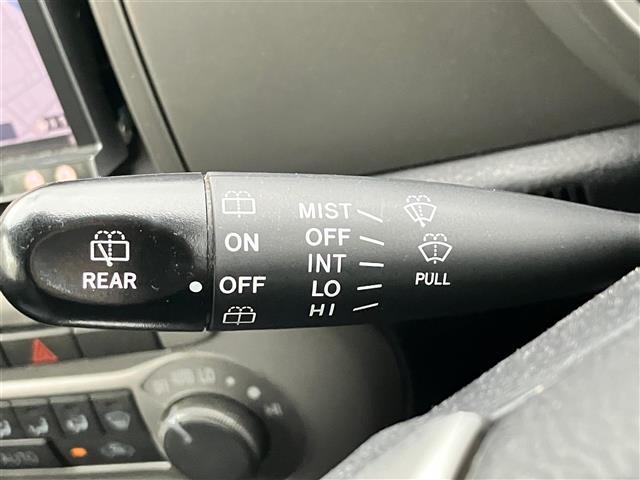 REAR
ON
OFF
MIST
OFF
INT
LO
HI
PULL